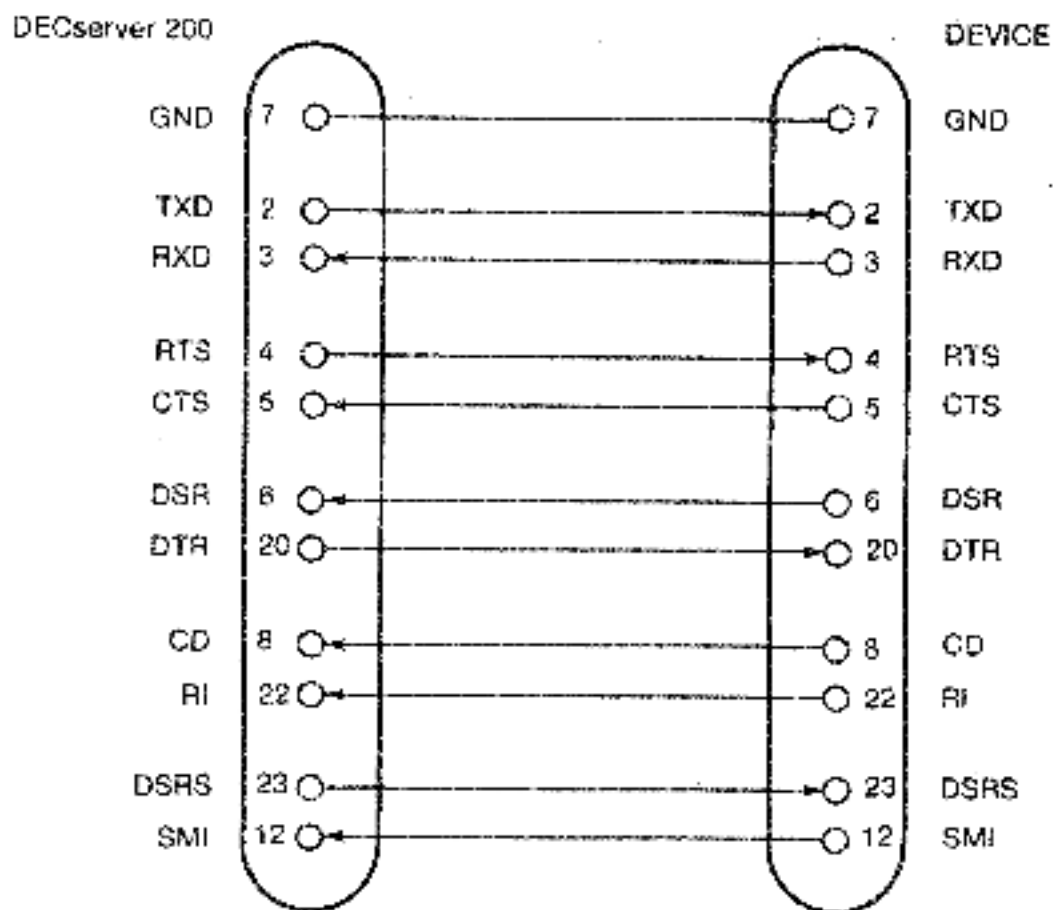 DECserver 200 DEVICE
GND 7 7 GND
TXD 2 2 TXD
RXD 3 3 RXD
RTS 4 4 RTS
CTS 5 5 CTS
DSR 6 6 DSR
DTR 20 20 DTR
CD 8 8 CD
RI 22 22 RI
DSRS 23 23 DSRS
SMI 12 12 SMI